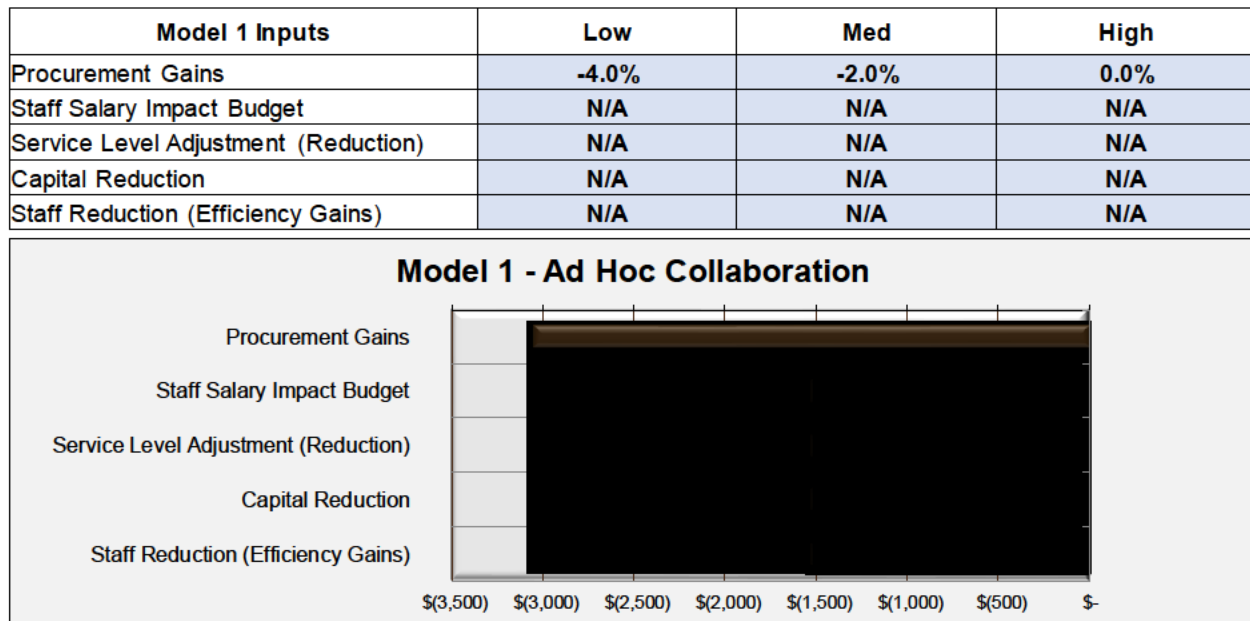 Model 1 Inputs Low Med High
Procurement Gains -4.0% -2.0% 0.0%
Staff Salary Impact Budget N/A N/A N/A
Service Level Adjustment (Reduction) N/A N/A N/A
Capital Reduction N/A N/A N/A
Staff Reduction (Efficiency Gains) N/A N/A N/A
Model 1 - Ad Hoc Collaboration
Procurement Gains
Staff Salary Impact Budget
Service Level Adjustment (Reduction)
Capital Reduction
Staff Reduction (Efficiency Gains)
$(3,500) $(3,000) $(2,500) $(2,000) $(1,500) $(1,000) $(500) $-